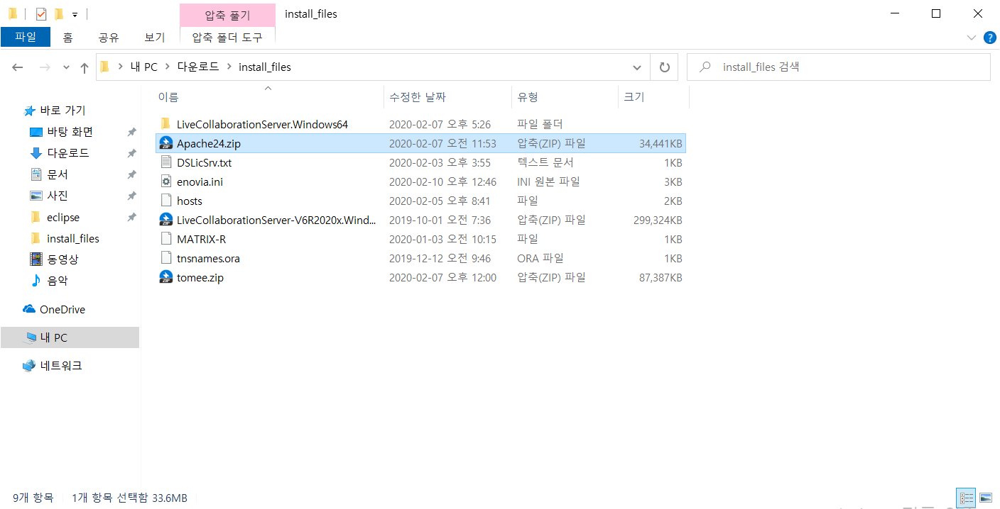 압축 풀기 install_files
파일 홈 공유 보기 압축 폴더 도구
내 PC 다운로드 install_files install_files 검색
이름 수정한 날짜 유형 크기
바로 가기
바탕 화면
다운로드
문서
사진
eclipse
install_files
동영상
음악
OneDrive
내 PC
네트워크
LiveCollaborationServer.Windows64 2020-02-07 오후 5:26 파일 폴더
Apache24.zip 2020-02-07 오전 11:53 압축(ZIP) 파일 34,441KB
DSLicSrv.txt 2020-02-03 오후 3:55 텍스트 문서 1KB
enovia.ini 2020-02-10 오후 12:46 INI 원본 파일 3KB
hosts 2020-02-05 오후 8:41 파일 2KB
LiveCollaborationServer-V6R2020x.Wind... 2019-10-01 오전 7:36 압축(ZIP) 파일 299,324KB
MATRIX-R 2020-01-03 오전 10:15 파일 1KB
tnsnames.ora 2019-12-12 오전 9:46 ORA 파일 1KB
tomee.zip 2020-02-07 오후 12:00 압축(ZIP) 파일 87,387KB
9개 항목 1개 항목 선택함 33.6MB